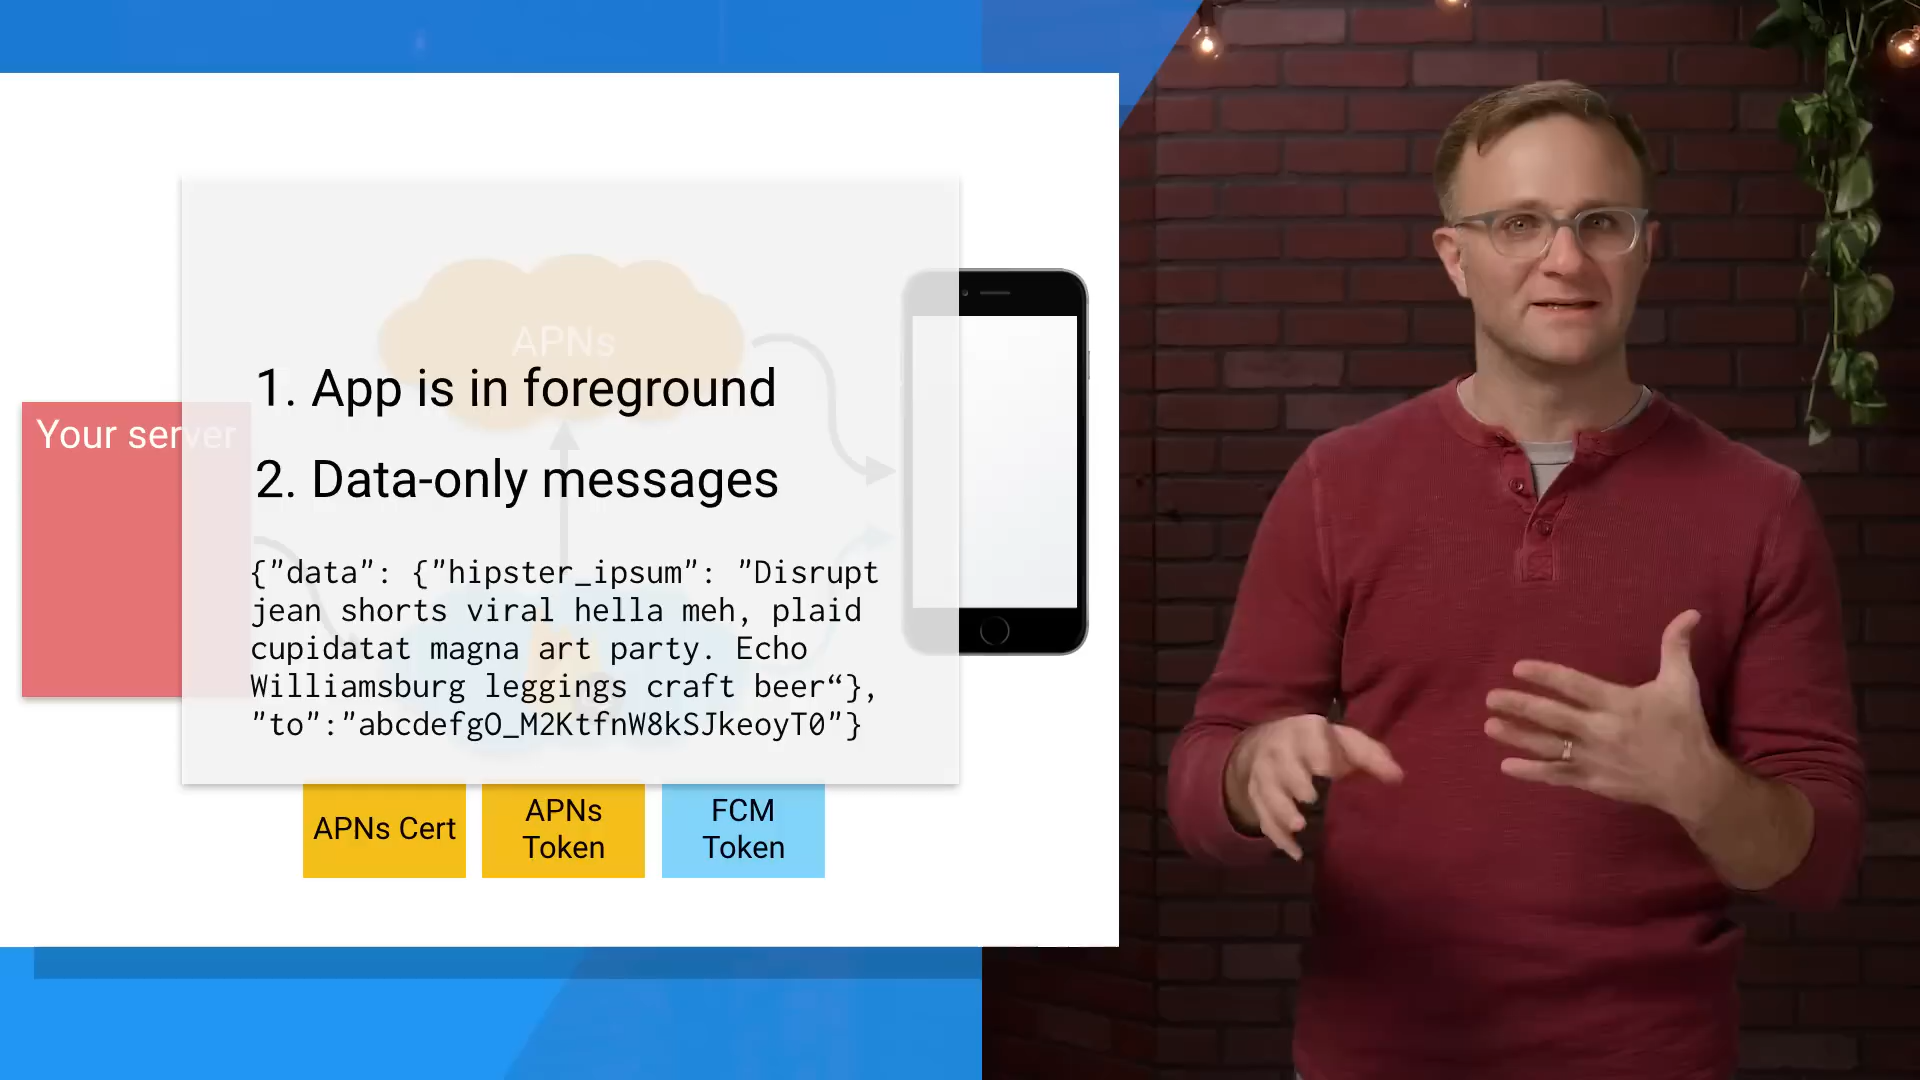 APNs
1. App is in foreground
Your server
2. Data-only messages
{"data": {"hipster_ipsum": "Disrupt
jean shorts viral hella meh, plaid
cupidatat magna art party. Echo
Williamsburg leggings craft beer“},
"to":"abcdefgO_M2KtfnW8kSJkeoyT0"}
APNs Cert
APNs
Token
FCM
Token